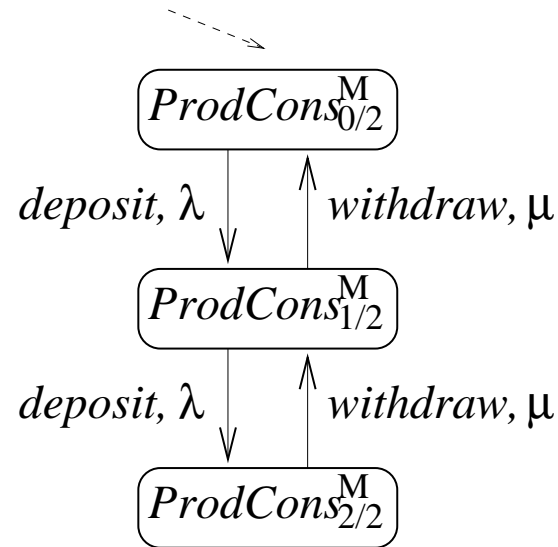 ProdCons^M_0/2
deposit, λ withdraw, μ
ProdCons^M_1/2
deposit, λ withdraw, μ
ProdCons^M_2/2